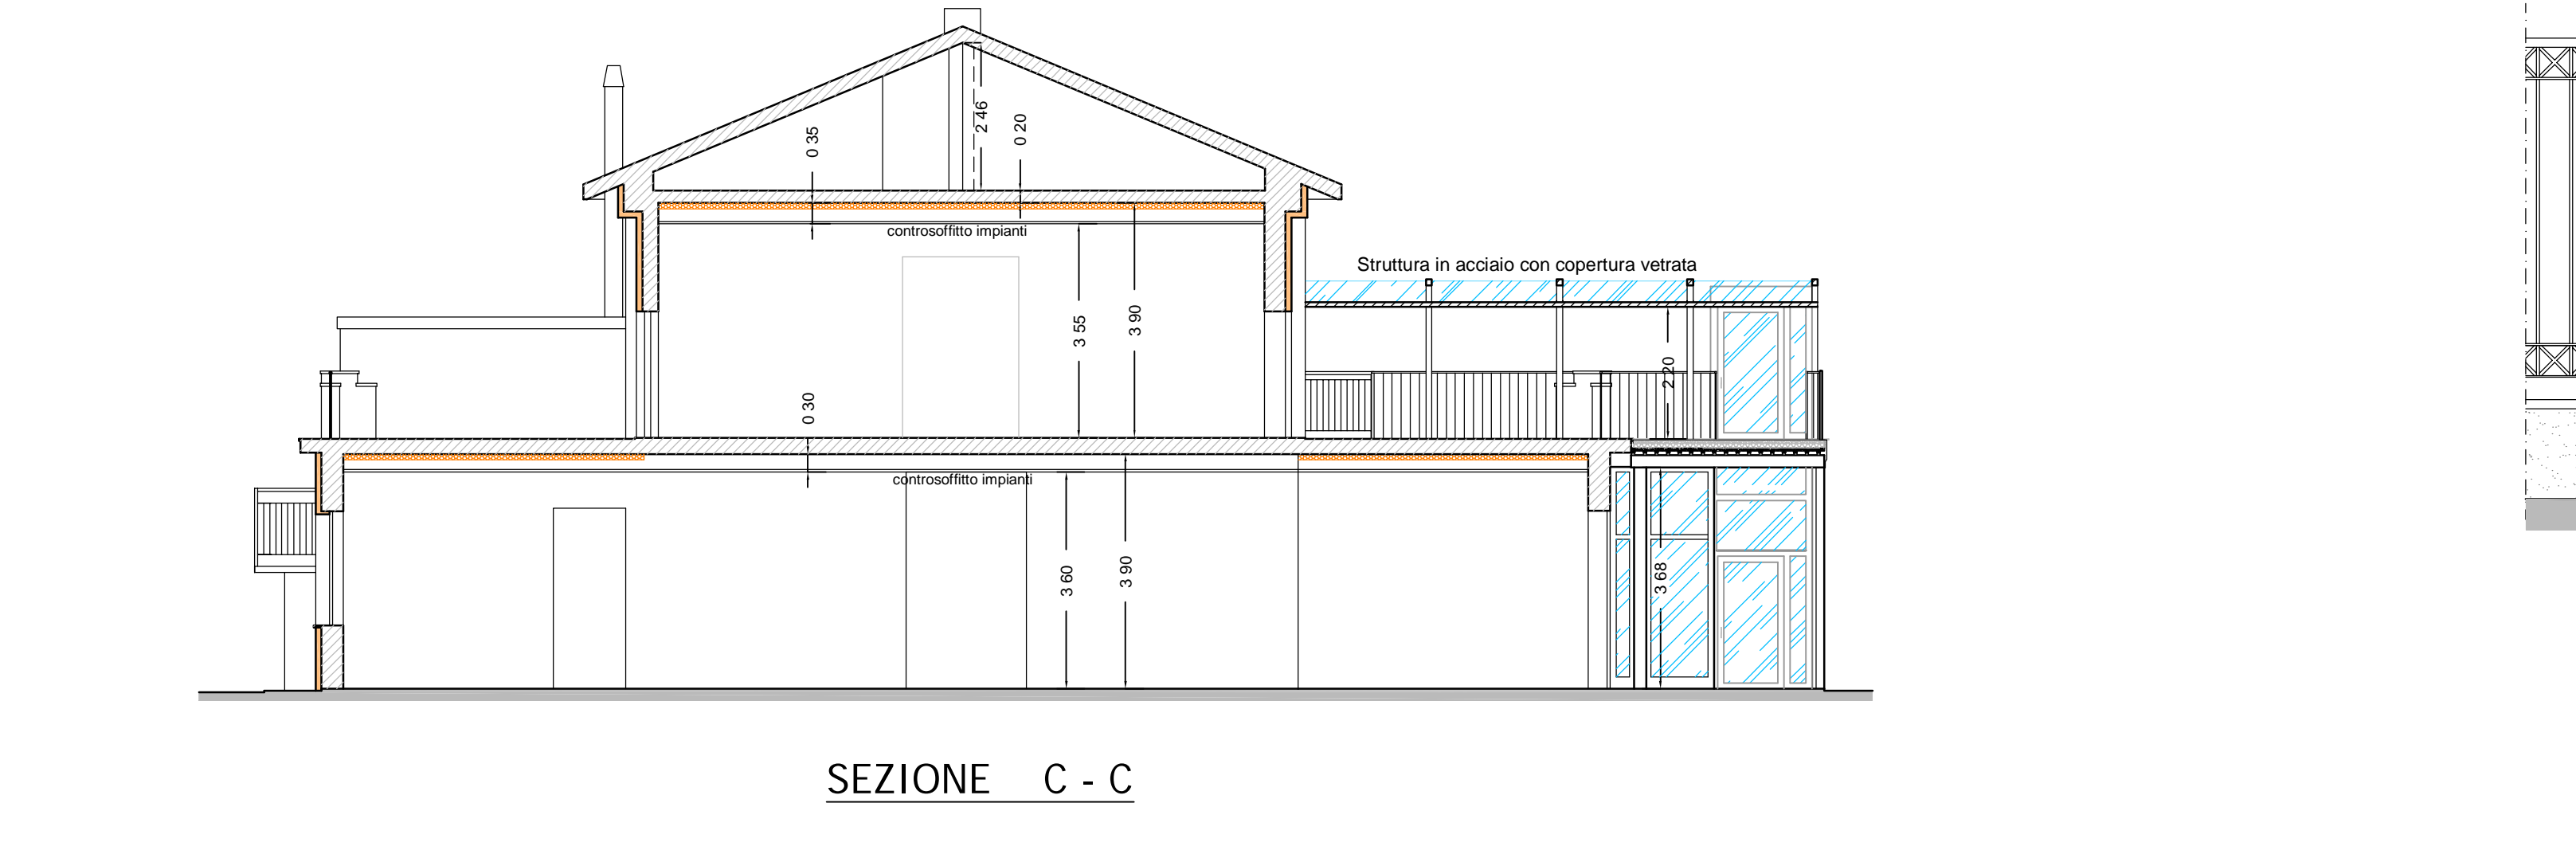 2 46
0 35
0 20
controsoffitto impianti
Struttura in acciaio con copertura vetrata
3 55
3 90
2 20
0 30
controsoffitto impianti
3 60
3 90
3 68
SEZIONE C - C